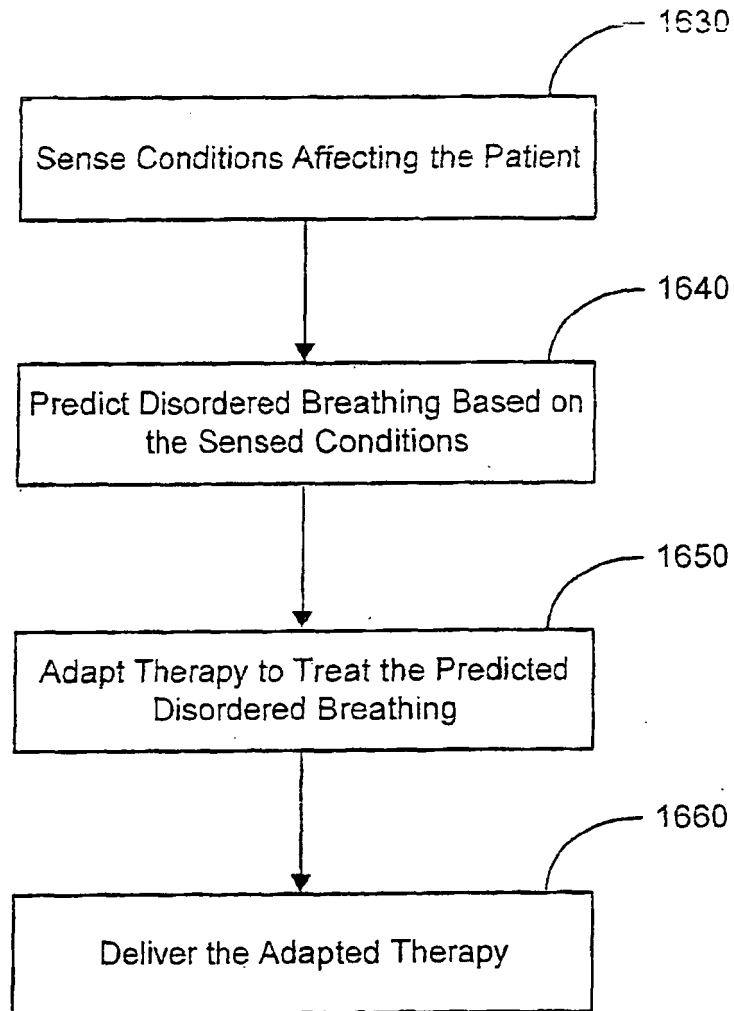 1630
Sense Conditions Affecting the Patient
1640
Predict Disordered Breathing Based on
the Sensed Conditions
1650
Adapt Therapy to Treat the Predicted
Disordered Breathing
1660
Deliver the Adapted Therapy